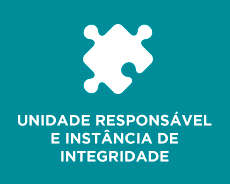 UNIDADE RESPONSÁVEL
E INSTÂNCIA DE
INTEGRIDADE